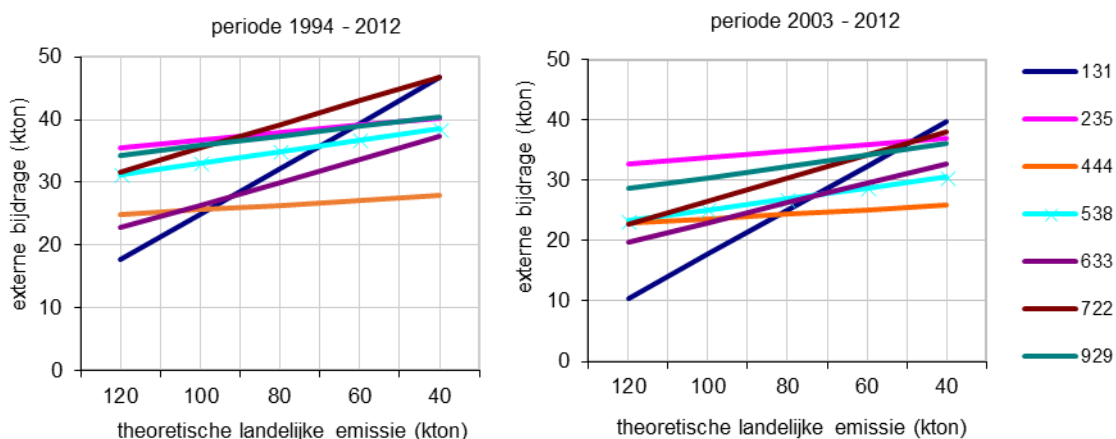 periode 1994 - 2012
externe bijdrage (kton)
50
40
30
20
10
0
120 100 80 60 40
theoretische landelijke emissie (kton)
periode 2003 - 2012
externe bijdrage (kton)
50
40
30
20
10
0
120 100 80 60 40
theoretische landelijke emissie (kton)
131
235
444
538
633
722
929